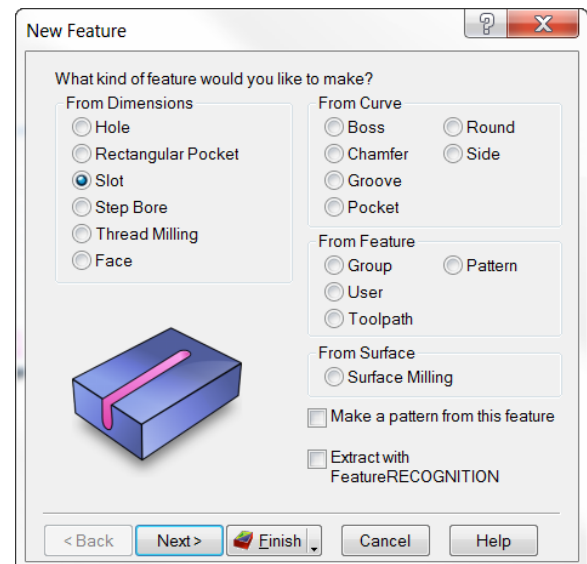 New Feature
What kind of feature would you like to make?
From Dimensions
Hole
Rectangular Pocket
Slot
Step Bore
Thread Milling
Face
From Curve
Boss
Round
Chamfer
Side
Groove
Pocket
From Feature
Group
Pattern
User
Toolpath
From Surface
Surface Milling
Make a pattern from this feature
Extract with
FeatureRECOGNITION
< Back
Next >
Finish
Cancel
Help